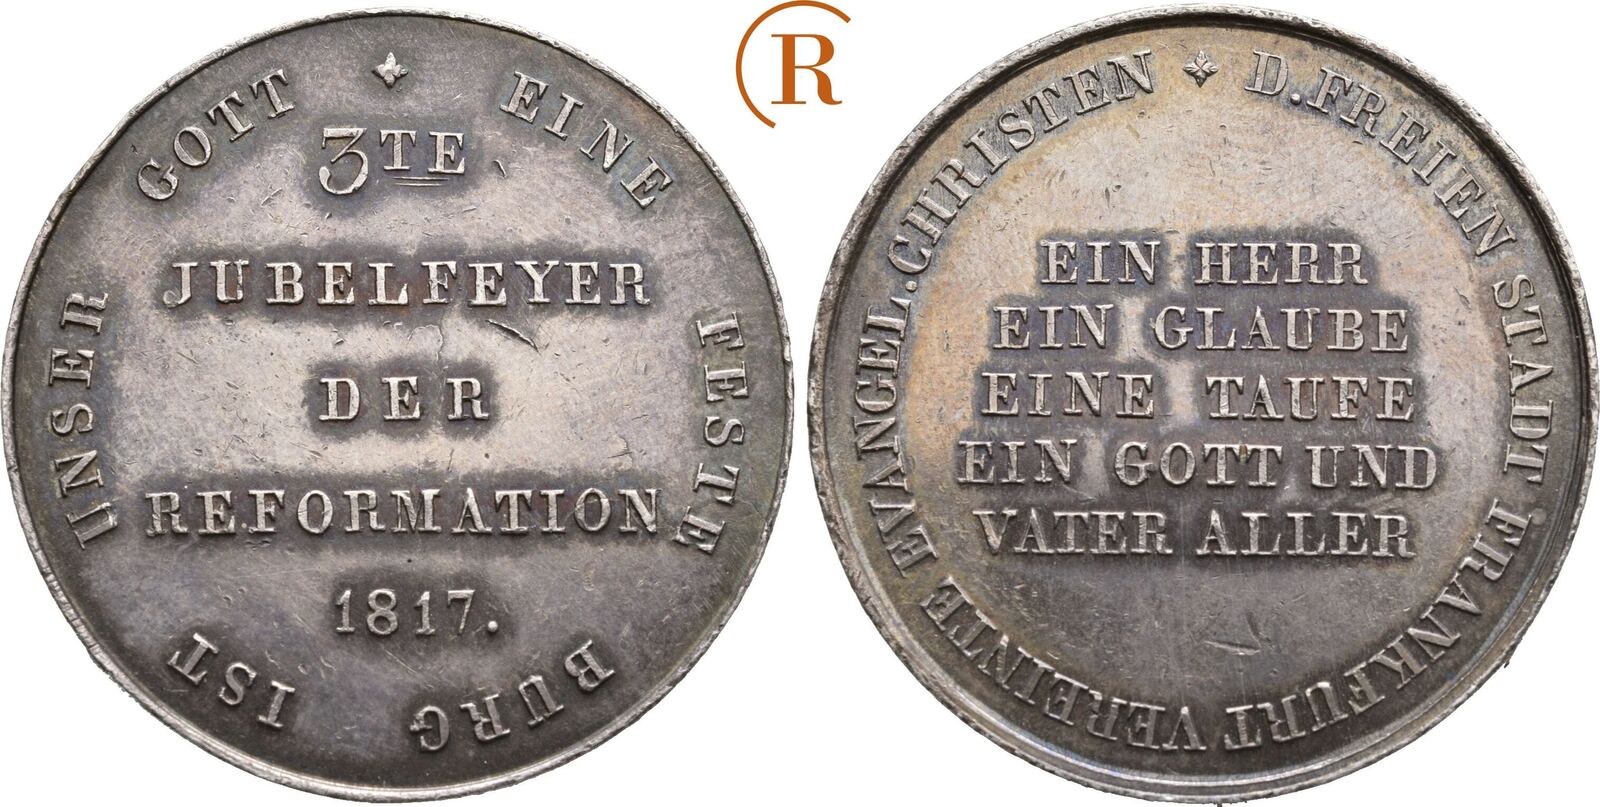 EINE FESTE BURG IST UNSER GOTT
3TE
JUBELFEYER
DER
REFORMATION
1817.
R
D. FREIEN STADT FRANKFURT VEREINTE EVANGEL. CHRISTEN
EIN HERR
EIN GLAUBE
EINE TAUFE
EIN GOTT UND
VATER ALLER